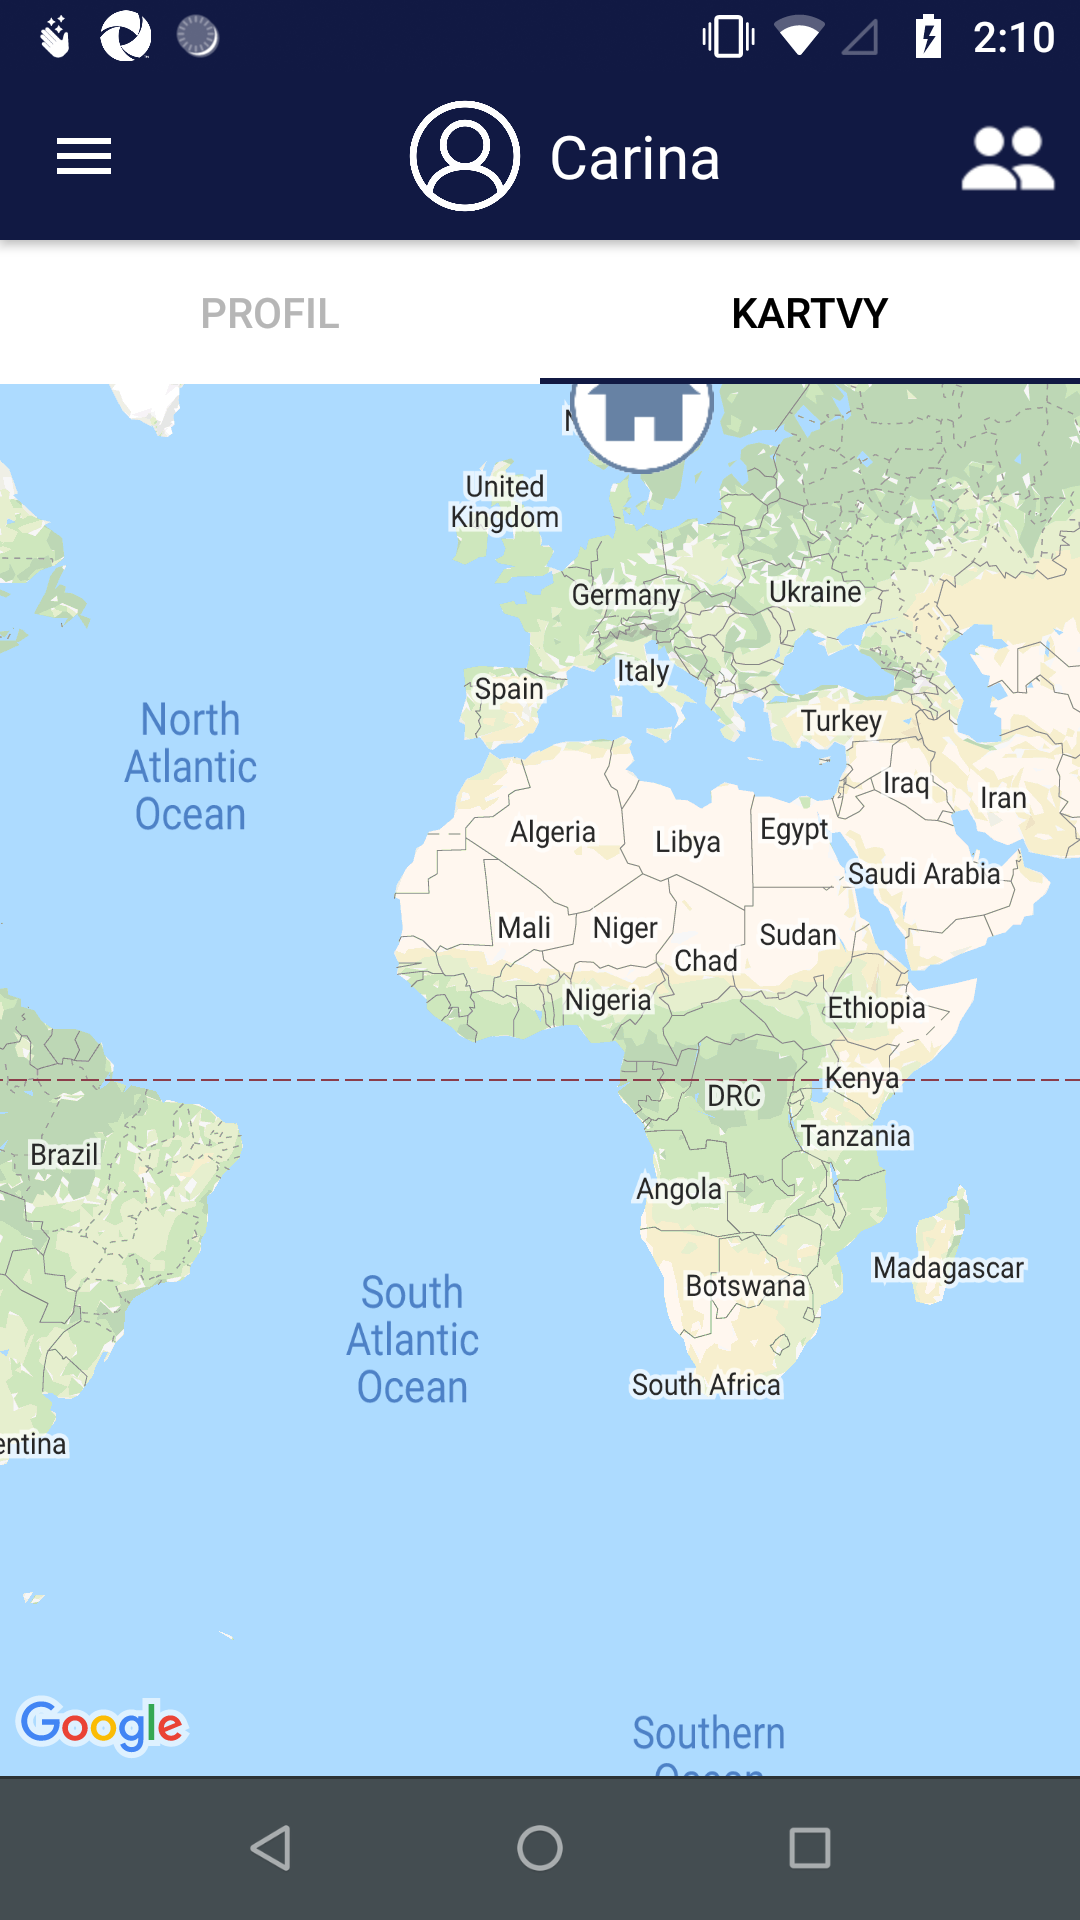 2:10
Carina
PROFIL
KARTVY
United
Kingdom
Germany
Ukraine
Italy
Spain
North
Atlantic
Ocean
Turkey
Iraq
Iran
Algeria
Libya
Egypt
Saudi Arabia
Mali
Niger
Sudan
Chad
Nigeria
Ethiopia
Kenya
DRC
Tanzania
Brazil
Angola
Madagascar
Botswana
South
Atlantic
Ocean
South Africa
entina
Google
Southern
Ocean